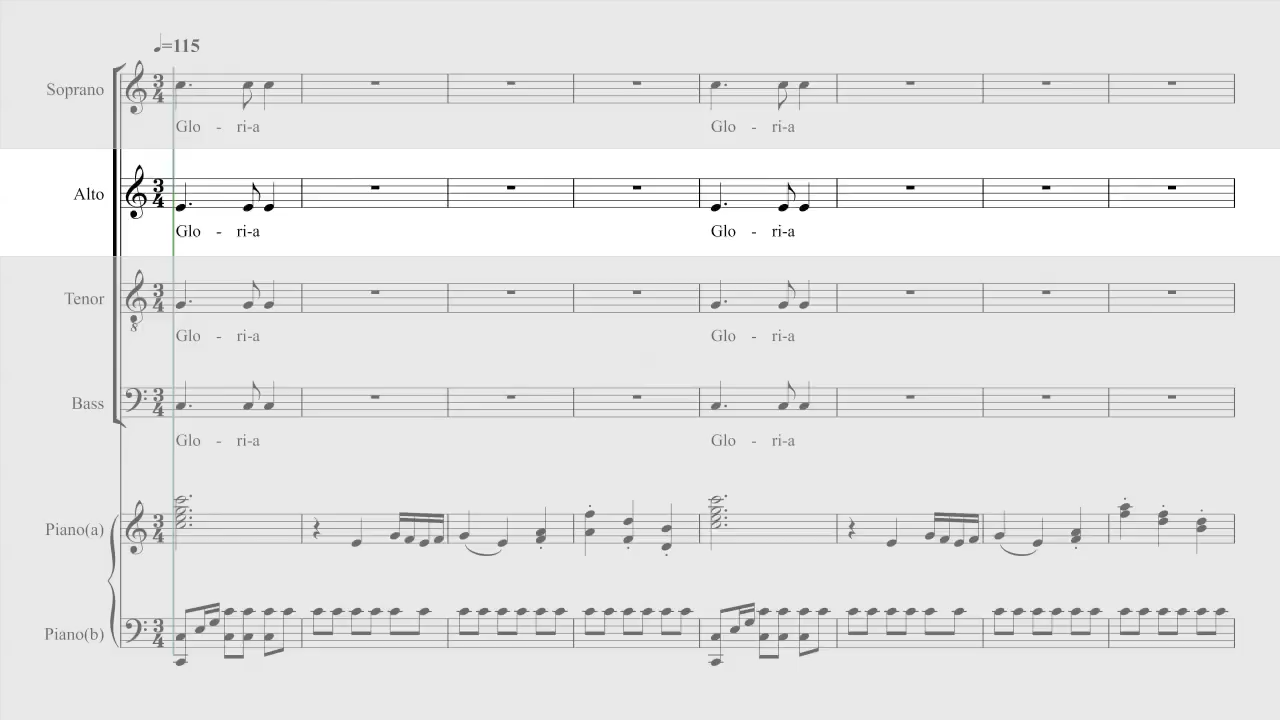 ♩=115
Soprano
Glo - ri-a Glo - ri-a
Alto
Glo - ri-a Glo - ri-a
Tenor
Glo - ri-a Glo - ri-a
Bass
Glo - ri-a Glo - ri-a
Piano(a)
Piano(b)